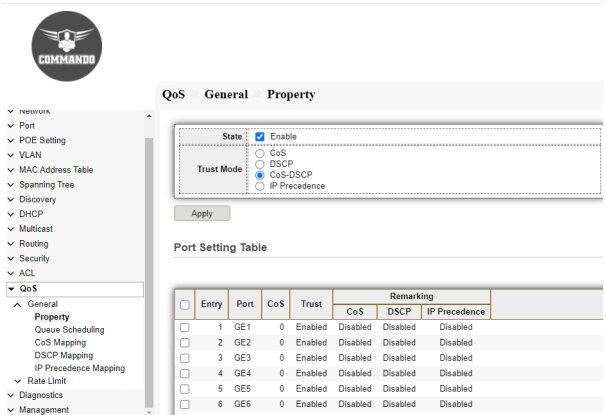 COMMANDO
QoS » General » Property
Network
Port
POE Setting
VLAN
MAC Address Table
Spanning Tree
Discovery
DHCP
Multicast
Routing
Security
ACL
QoS
General
Property
Queue Scheduling
CoS Mapping
DSCP Mapping
IP Precedence Mapping
Rate Limit
Diagnostics
Management
State Enable
Trust Mode
CoS
DSCP
CoS-DSCP
IP Precedence
Apply
Port Setting Table
Entry Port CoS Trust Remarking
CoS DSCP IP Precedence
1 GE1 0 Enabled Disabled Disabled Disabled
2 GE2 0 Enabled Disabled Disabled Disabled
3 GE3 0 Enabled Disabled Disabled Disabled
4 GE4 0 Enabled Disabled Disabled Disabled
5 GE5 0 Enabled Disabled Disabled Disabled
6 GE6 0 Enabled Disabled Disabled Disabled